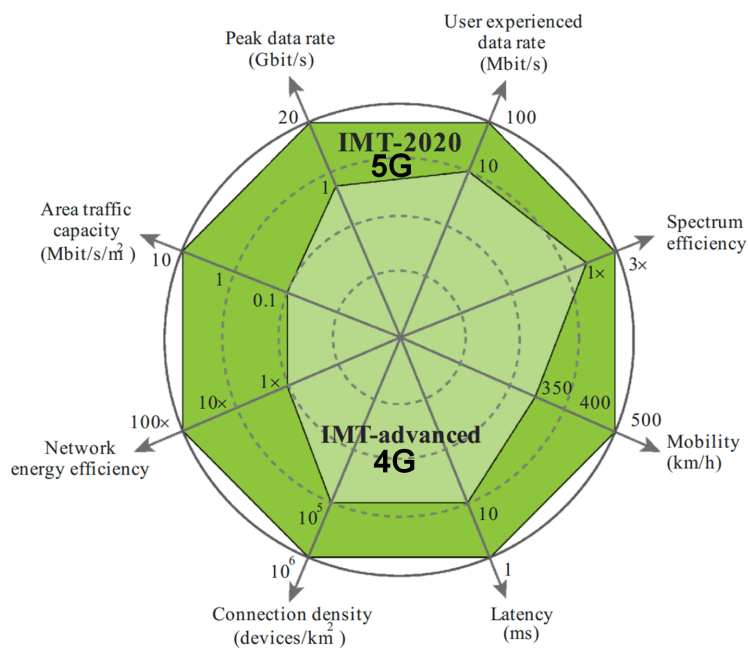 User experienced
data rate
(Mbit/s)
Peak data rate
(Gbit/s)
20
100
IMT-2020
5G
1
10
Area traffic
capacity
(Mbit/s/m²)
10
1
0.1
Spectrum
efficiency
1×
3×
1×
10×
100×
Network
energy efficiency
350
400
500
Mobility
(km/h)
IMT-advanced
4G
10⁵
10
10⁶
1
Connection density
(devices/km²)
Latency
(ms)